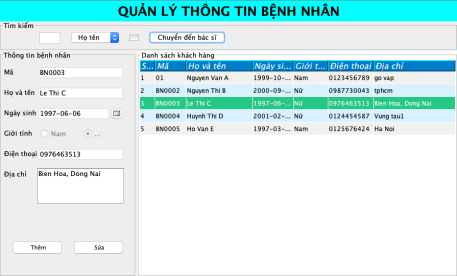 QUẢN LÝ THÔNG TIN BỆNH NHÂN
Tìm kiếm
Họ tên
Chuyển đến bác sĩ
Thông tin bệnh nhân
Mã BN0003
Họ và tên Le Thi C
Ngày sinh 1997-06-06
Giới tính Nam ...
Điện thoại 0976463513
Địa chỉ Bien Hoa, Dong Nai
Thêm Sửa
Danh sách khách hàng
S... Mã Họ và tên Ngày si... Giới t... Điện thoại Địa chỉ
1 01 Nguyen Van A 1999-10-... Nam 0123456789 go vap
2 BN0002 Nguyen Thi B 2000-09-... Nữ 0987730043 tphcm
3 BN0003 Le Thi C 1997-06-... Nữ 0976463513 Bien Hoa, Dong Nai
4 BN0004 Huynh Thi D 2001-02-... Nữ 0124454587 Vung tau1
5 BN0005 Ho Van E 1997-03-... Nam 0125676424 Ha Noi